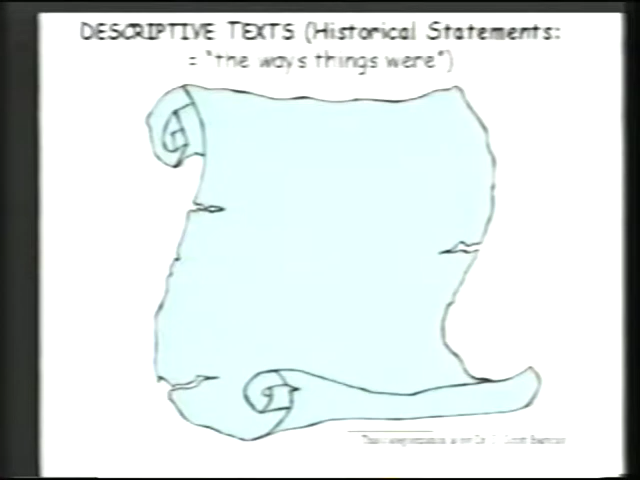 DESCRIPTIVE TEXTS (Historical Statements:
= "the ways things were")